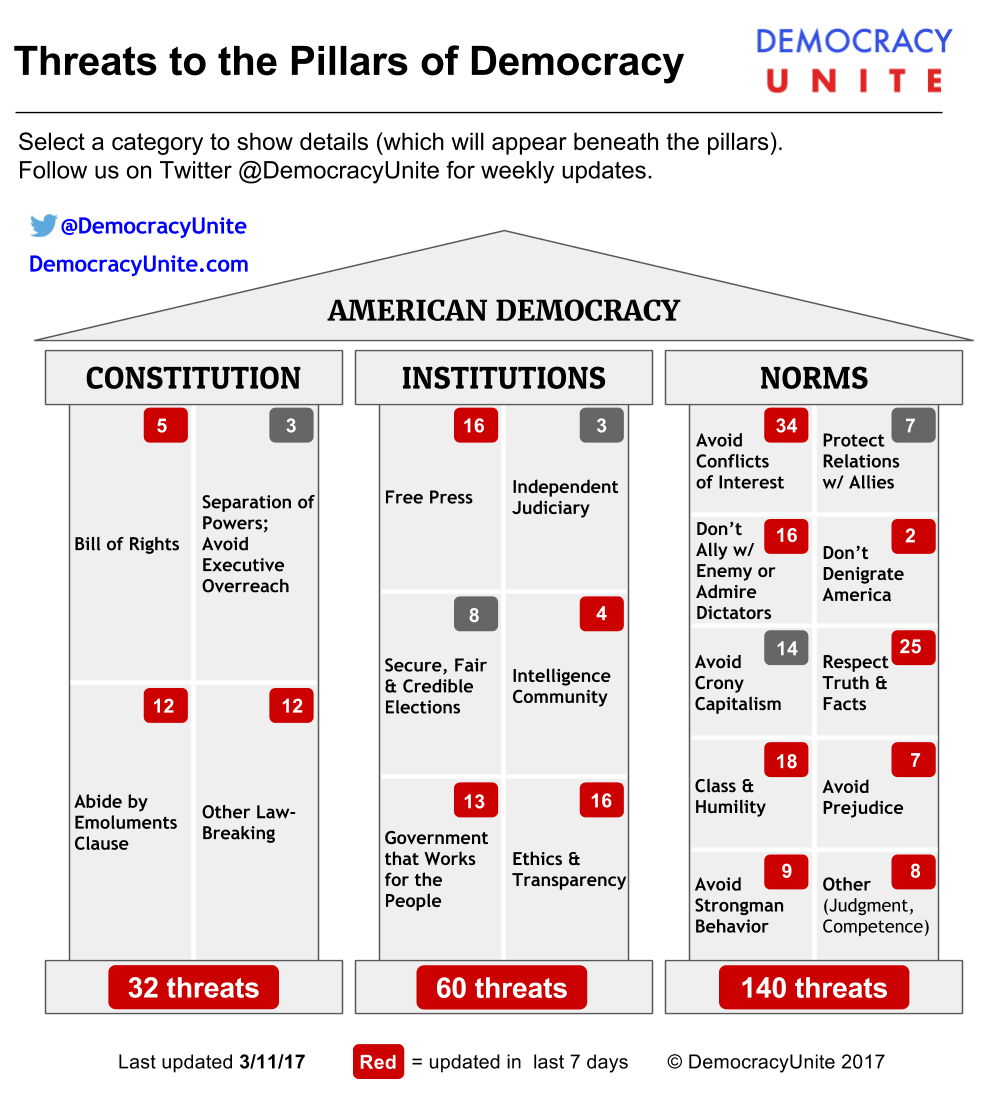 Threats to the Pillars of Democracy
DEMOCRACY
UNITE
Select a category to show details (which will appear beneath the pillars).
Follow us on Twitter @DemocracyUnite for weekly updates.
@DemocracyUnite
DemocracyUnite.com
AMERICAN DEMOCRACY
CONSTITUTION
5
Bill of Rights
3
Separation of
Powers;
Avoid
Executive
Overreach
12
Abide by
Emoluments
Clause
12
Other Law-
Breaking
32 threats
INSTITUTIONS
16
Free Press
3
Independent
Judiciary
8
Secure, Fair
& Credible
Elections
4
Intelligence
Community
13
Government
that Works
for the
People
16
Ethics &
Transparency
60 threats
NORMS
34
Avoid
Conflicts
of Interest
7
Protect
Relations
w/ Allies
16
Don’t
Ally w/
Enemy or
Admire
Dictators
2
Don’t
Denigrate
America
14
Avoid
Crony
Capitalism
25
Respect
Truth &
Facts
18
Class &
Humility
7
Avoid
Prejudice
9
Avoid
Strongman
Behavior
8
Other
(Judgment,
Competence)
140 threats
Last updated 3/11/17
Red = updated in last 7 days
© DemocracyUnite 2017